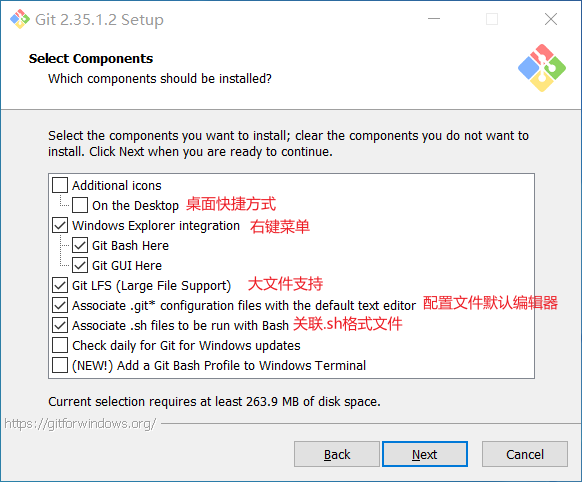 Git 2.35.1.2 Setup
Select Components
Which components should be installed?
Select the components you want to install; clear the components you do not want to
install. Click Next when you are ready to continue.
Additional icons
On the Desktop 桌面快捷方式
Windows Explorer integration 右键菜单
Git Bash Here
Git GUI Here
Git LFS (Large File Support) 大文件支持
Associate .git* configuration files with the default text editor 配置文件默认编辑器
Associate .sh files to be run with Bash 关联.sh格式文件
Check daily for Git for Windows updates
(NEW!) Add a Git Bash Profile to Windows Terminal
Current selection requires at least 263.9 MB of disk space.
https://gitforwindows.org/
Back Next Cancel